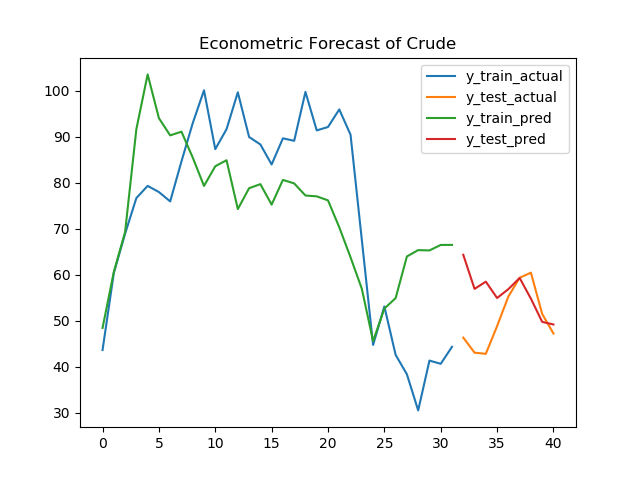 Econometric Forecast of Crude
y_train_actual
y_test_actual
y_train_pred
y_test_pred
100
90
80
70
60
50
40
30
0 5 10 15 20 25 30 35 40